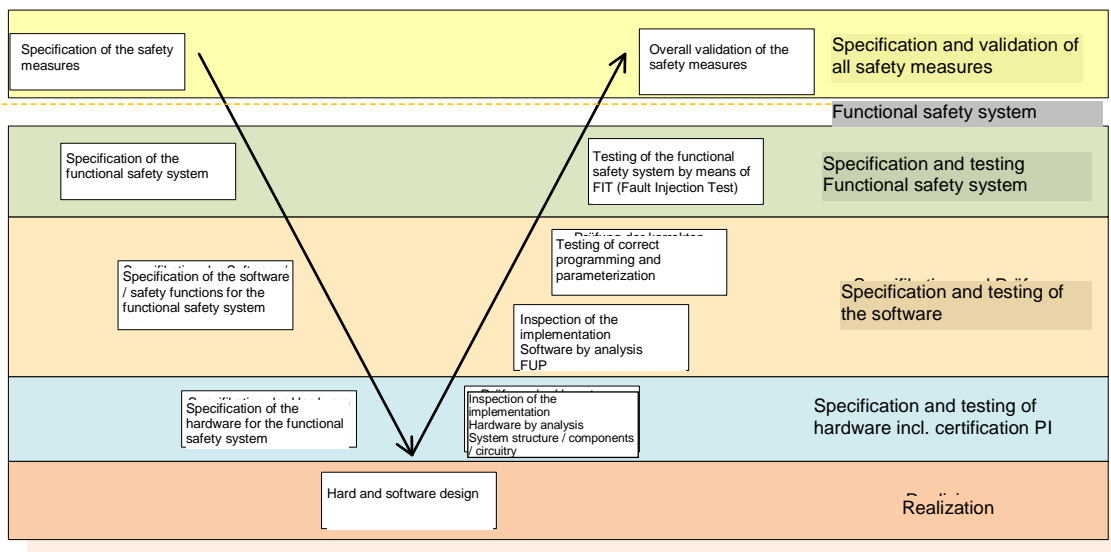 Specification of the safety
measures
Overall validation of the
safety measures
Specification and validation of
all safety measures
Functional safety system
Specification of the
functional safety system
Testing of the functional
safety system by means of
FIT (Fault Injection Test)
Specification and testing
Functional safety system
Testing of correct
programming and
parameterization
Specification of the software
/ safety functions for the
functional safety system
Specification and testing of
the software
Inspection of the
implementation
Software by analysis
FUP
Specification of the
hardware for the functional
safety system
Inspection of the
implementation
Hardware by analysis
System structure / components
/ circuitry
Specification and testing of
hardware incl. certification PI
Hard and software design
Realization